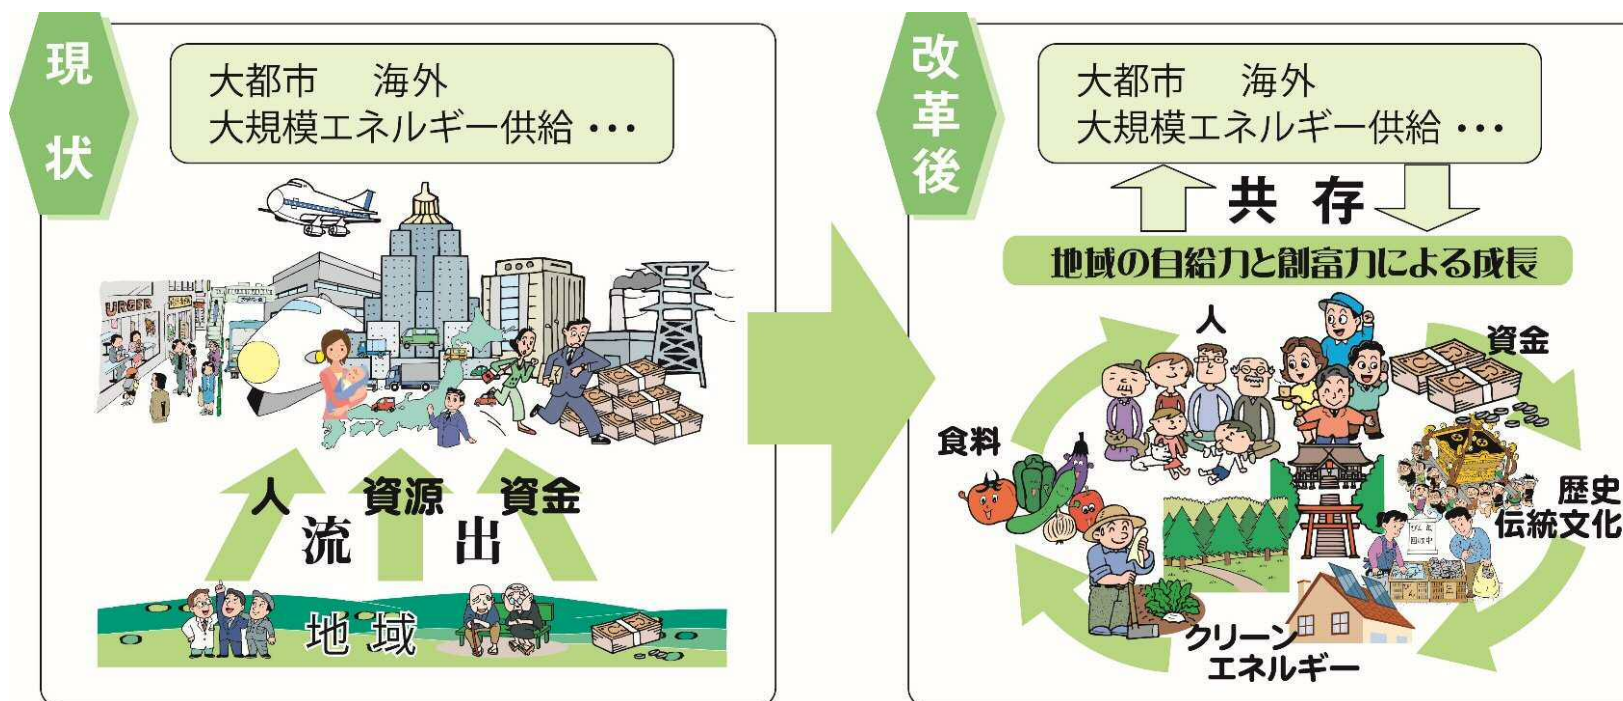 現状
大都市 海外
大規模エネルギー供給・・・
URGER
人 資源 資金
流出
地域
改革後
大都市 海外
大規模エネルギー供給・・・
共存
地域の自給力と創富力による成長
人
資金
食料
歴史
伝統文化
クリーン
エネルギー